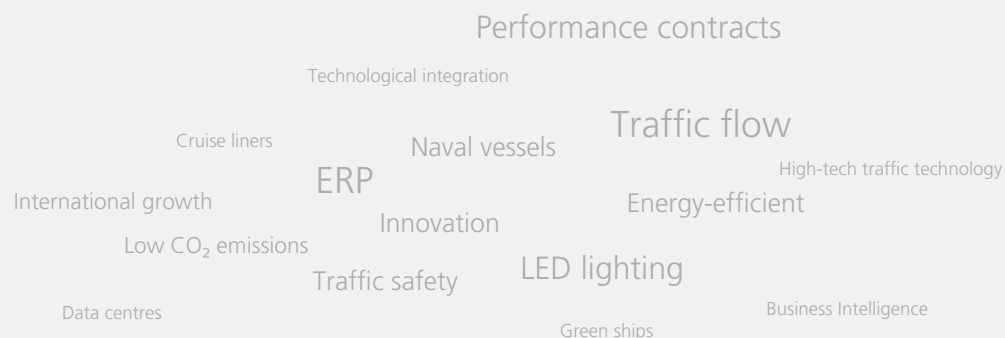 Performance contracts
Technological integration
Traffic flow
Cruise liners
Naval vessels
High-tech traffic technology
ERP
International growth
Energy-efficient
Innovation
Low CO₂ emissions
LED lighting
Traffic safety
Data centres
Business Intelligence
Green ships